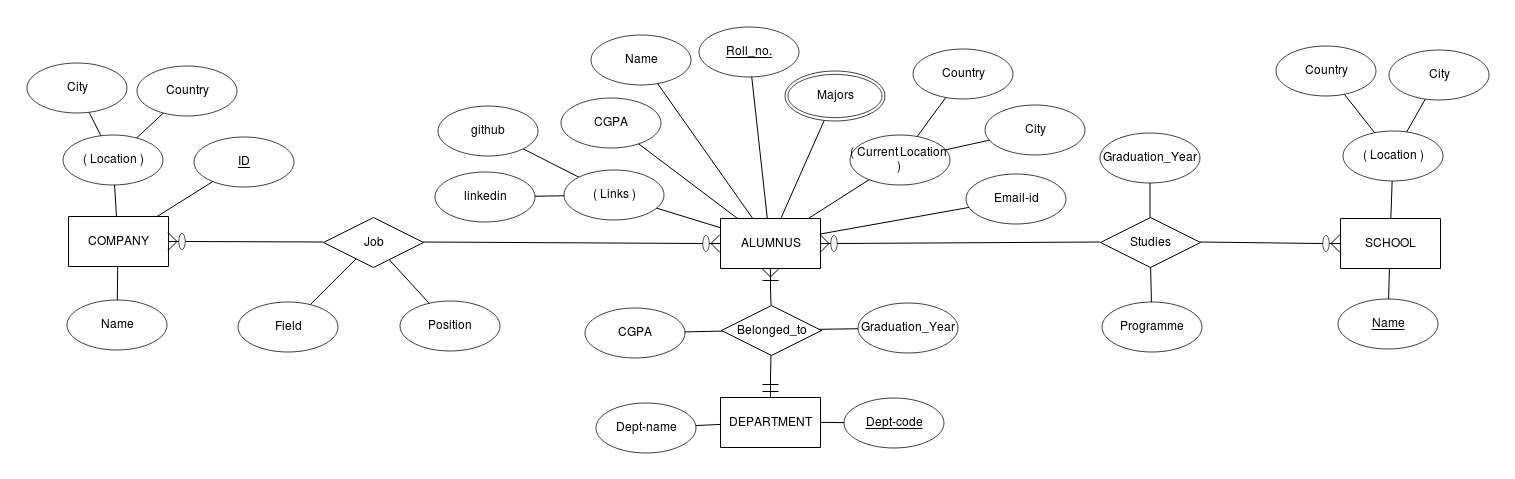 Name
Roll_no.
Country
City
Country
City
Country
Majors
City
github
CGPA
( Current Location
)
Graduation_Year
( Location )
ID
linkedin
( Links )
Email-id
( Location )
COMPANY
Job
ALUMNUS
Studies
SCHOOL
Name
Field
Position
CGPA
Belonged_to
Graduation_Year
Programme
Name
Dept-name
DEPARTMENT
Dept-code